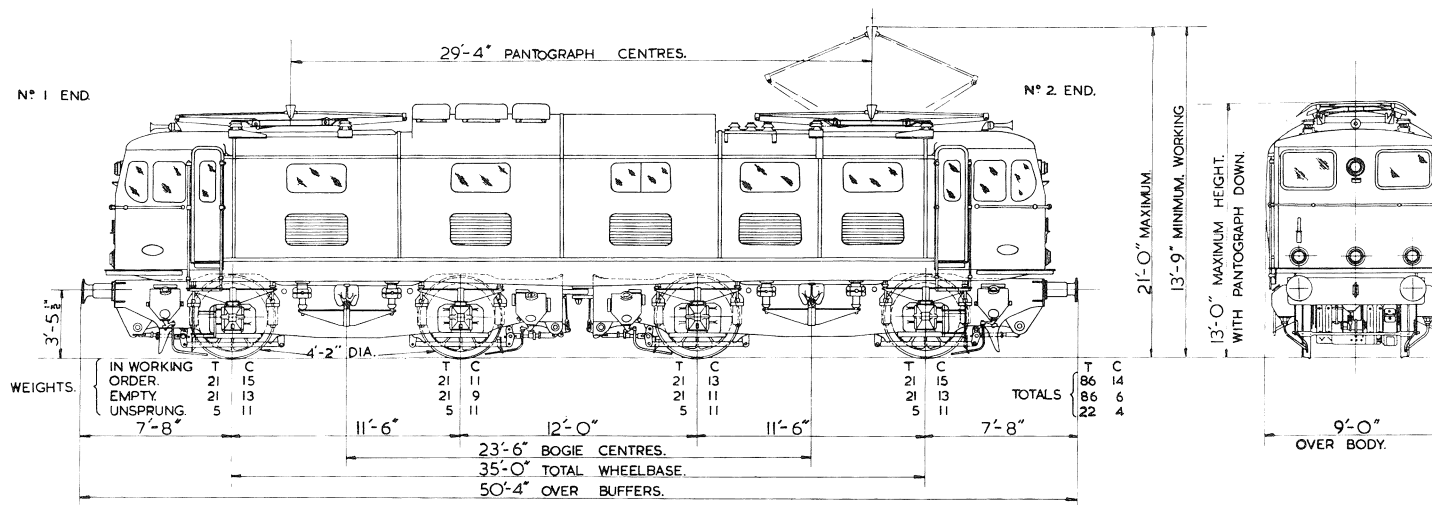 29'-4" PANTOGRAPH CENTRES.
Nº 1 END.
Nº 2. END.
21'-0" MAXIMUM.
13'-9" MINIMUM. WORKING
13'-0" MAXIMUM HEIGHT.
WITH PANTOGRAPH DOWN.
3'-5½"
4'-2" DIA.
WEIGHTS.
IN WORKING T C T C T C T C T C
ORDER. 21 15 21 11 21 13 21 15 86 14
EMPTY. 21 13 21 9 21 11 21 13 TOTALS 86 6
UNSPRUNG. 5 11 5 11 5 11 5 11 22 4
7'-8" 11'-6" 12'-0" 11'-6" 7'-8" 9'-0"
OVER BODY.
23'-6" BOGIE CENTRES.
35'-0" TOTAL WHEELBASE.
50'-4" OVER BUFFERS.